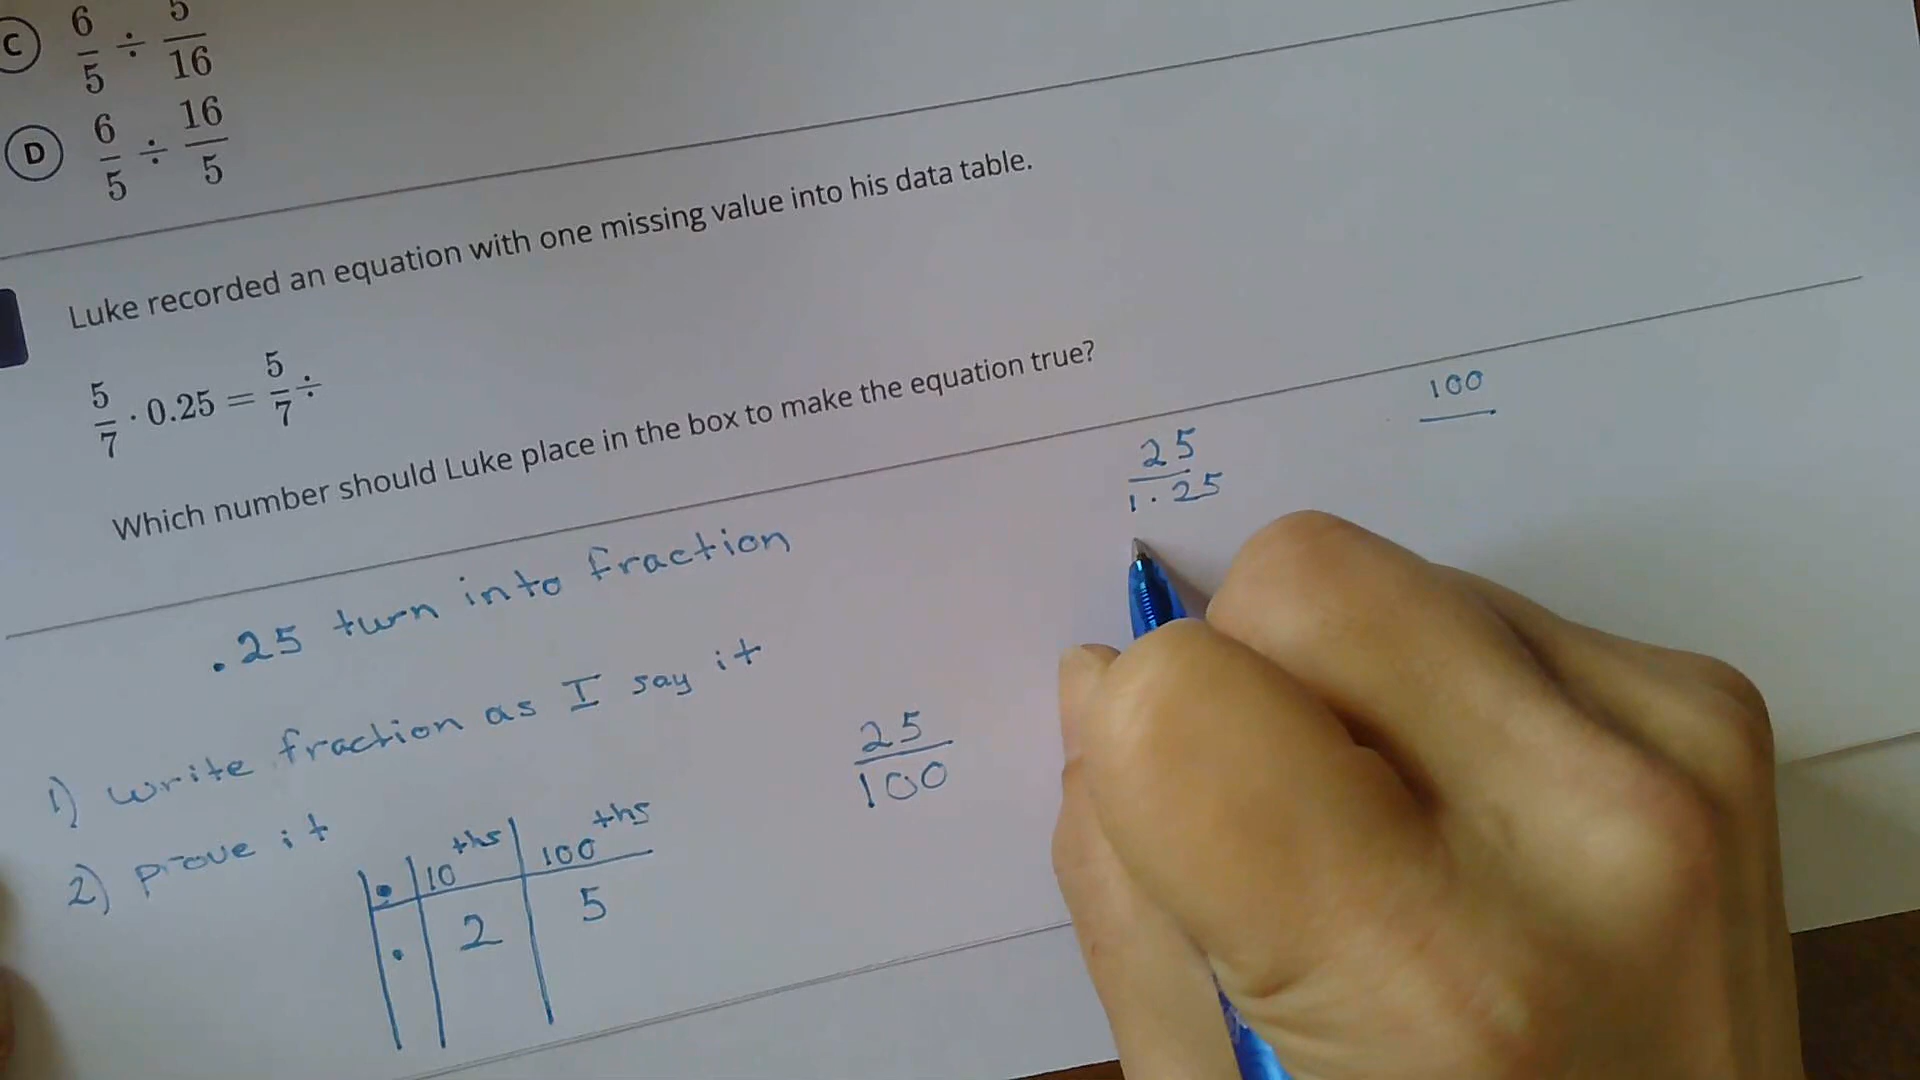 C 6/5 ÷ 5/16
D 6/5 ÷ 16/5
Luke recorded an equation with one missing value into his data table.
5/7 · 0.25 = 5/7 ÷
Which number should Luke place in the box to make the equation true?
100
25
1 · 25
.25 turn into fraction
1) write fraction as I say it
25/100
2) prove it
. 10ths 100ths
. 2 5